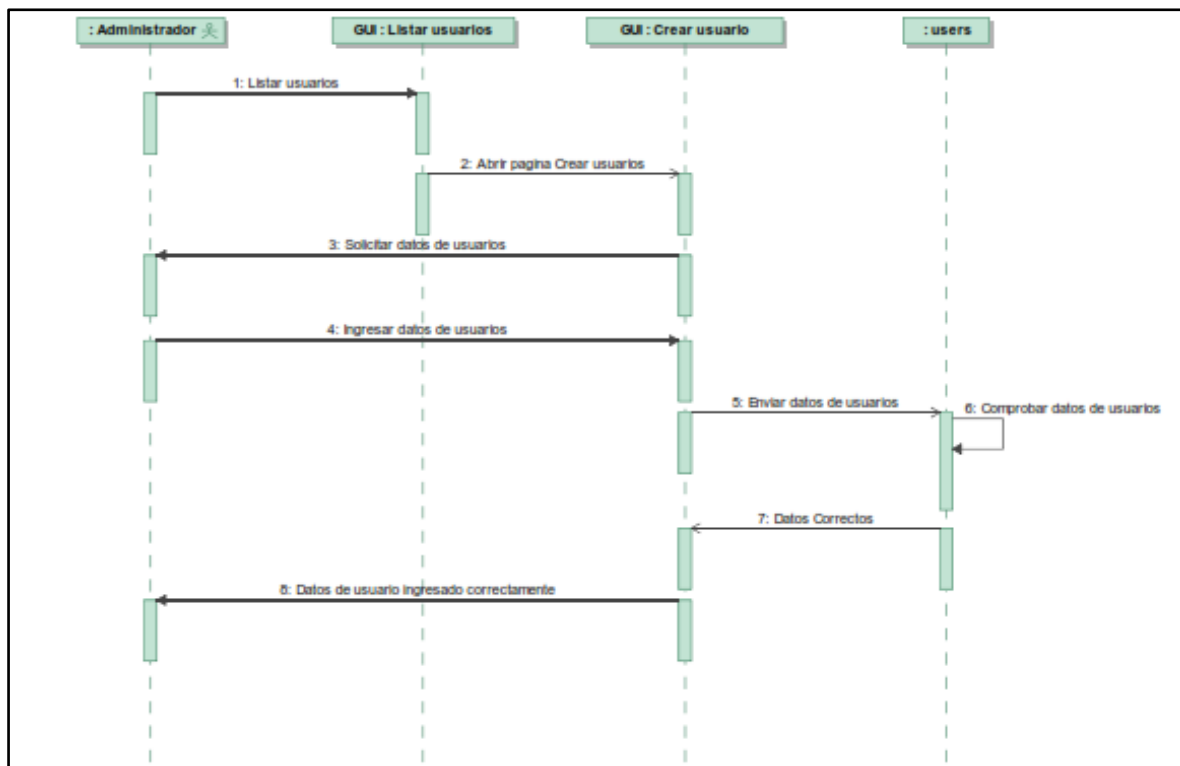 : Administrador
GUI : Listar usuarios
GUI : Crear usuario
: users
1: Listar usuarios
2: Abrir pagina Crear usuarios
3: Solicitar datos de usuarios
4: Ingresar datos de usuarios
5: Enviar datos de usuarios
6: Comprobar datos de usuarios
7: Datos Correctos
8: Datos de usuario ingresado correctamente